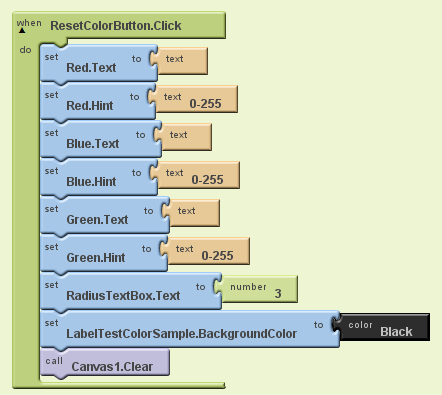 when ResetColorButton.Click
do
set Red.Text to text
set Red.Hint to text 0-255
set Blue.Text to text
set Blue.Hint to text 0-255
set Green.Text to text
set Green.Hint to text 0-255
set RadiusTextBox.Text to number 3
set LabelTestColorSample.BackgroundColor to color Black
call Canvas1.Clear